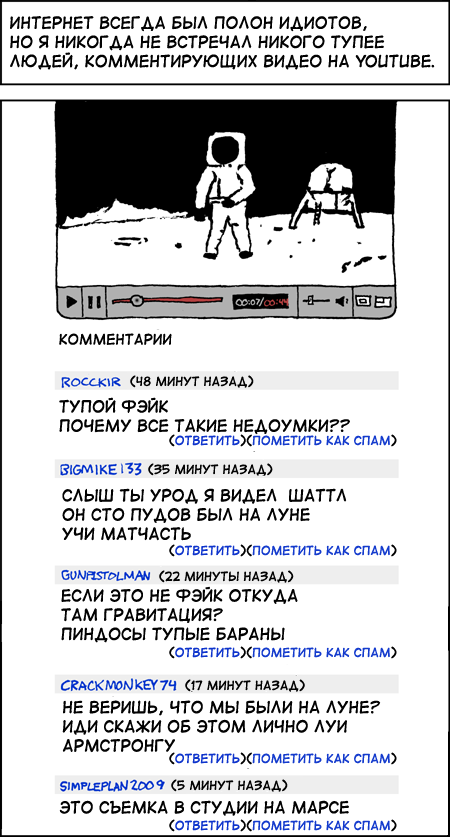 ИНТЕРНЕТ ВСЕГДА БЫЛ ПОЛОН ИДИОТОВ,
НО Я НИКОГДА НЕ ВСТРЕЧАЛ НИКОГО ТУПЕЕ
ЛЮДЕЙ, КОММЕНТИРУЮЩИХ ВИДЕО НА YOUTUBE.
00:07/00:44
КОММЕНТАРИИ
ROCCKIR (48 МИНУТ НАЗАД)
ТУПОЙ ФЭЙК
ПОЧЕМУ ВСЕ ТАКИЕ НЕДОУМКИ??
(ОТВЕТИТЬ)(ПОМЕТИТЬ КАК СПАМ)
BIGMIKE133 (35 МИНУТ НАЗАД)
СЛЫШ ТЫ УРОД Я ВИДЕЛ ШАТТЛ
ОН СТО ПУДОВ БЫЛ НА ЛУНЕ
УЧИ МАТЧАСТЬ
(ОТВЕТИТЬ)(ПОМЕТИТЬ КАК СПАМ)
GUNPISTOLMAN (22 МИНУТЫ НАЗАД)
ЕСЛИ ЭТО НЕ ФЭЙК ОТКУДА
ТАМ ГРАВИТАЦИЯ?
ПИНДОСЫ ТУПЫЕ БАРАНЫ
(ОТВЕТИТЬ)(ПОМЕТИТЬ КАК СПАМ)
CRACKMONKEY74 (17 МИНУТ НАЗАД)
НЕ ВЕРИШЬ, ЧТО МЫ БЫЛИ НА ЛУНЕ?
ИДИ СКАЖИ ОБ ЭТОМ ЛИЧНО ЛУИ
АРМСТРОНГУ
(ОТВЕТИТЬ)(ПОМЕТИТЬ КАК СПАМ)
SIMPLEPLAN2009 (5 МИНУТ НАЗАД)
ЭТО СЬЕМКА В СТУДИИ НА МАРСЕ
(ОТВЕТИТЬ)(ПОМЕТИТЬ КАК СПАМ)